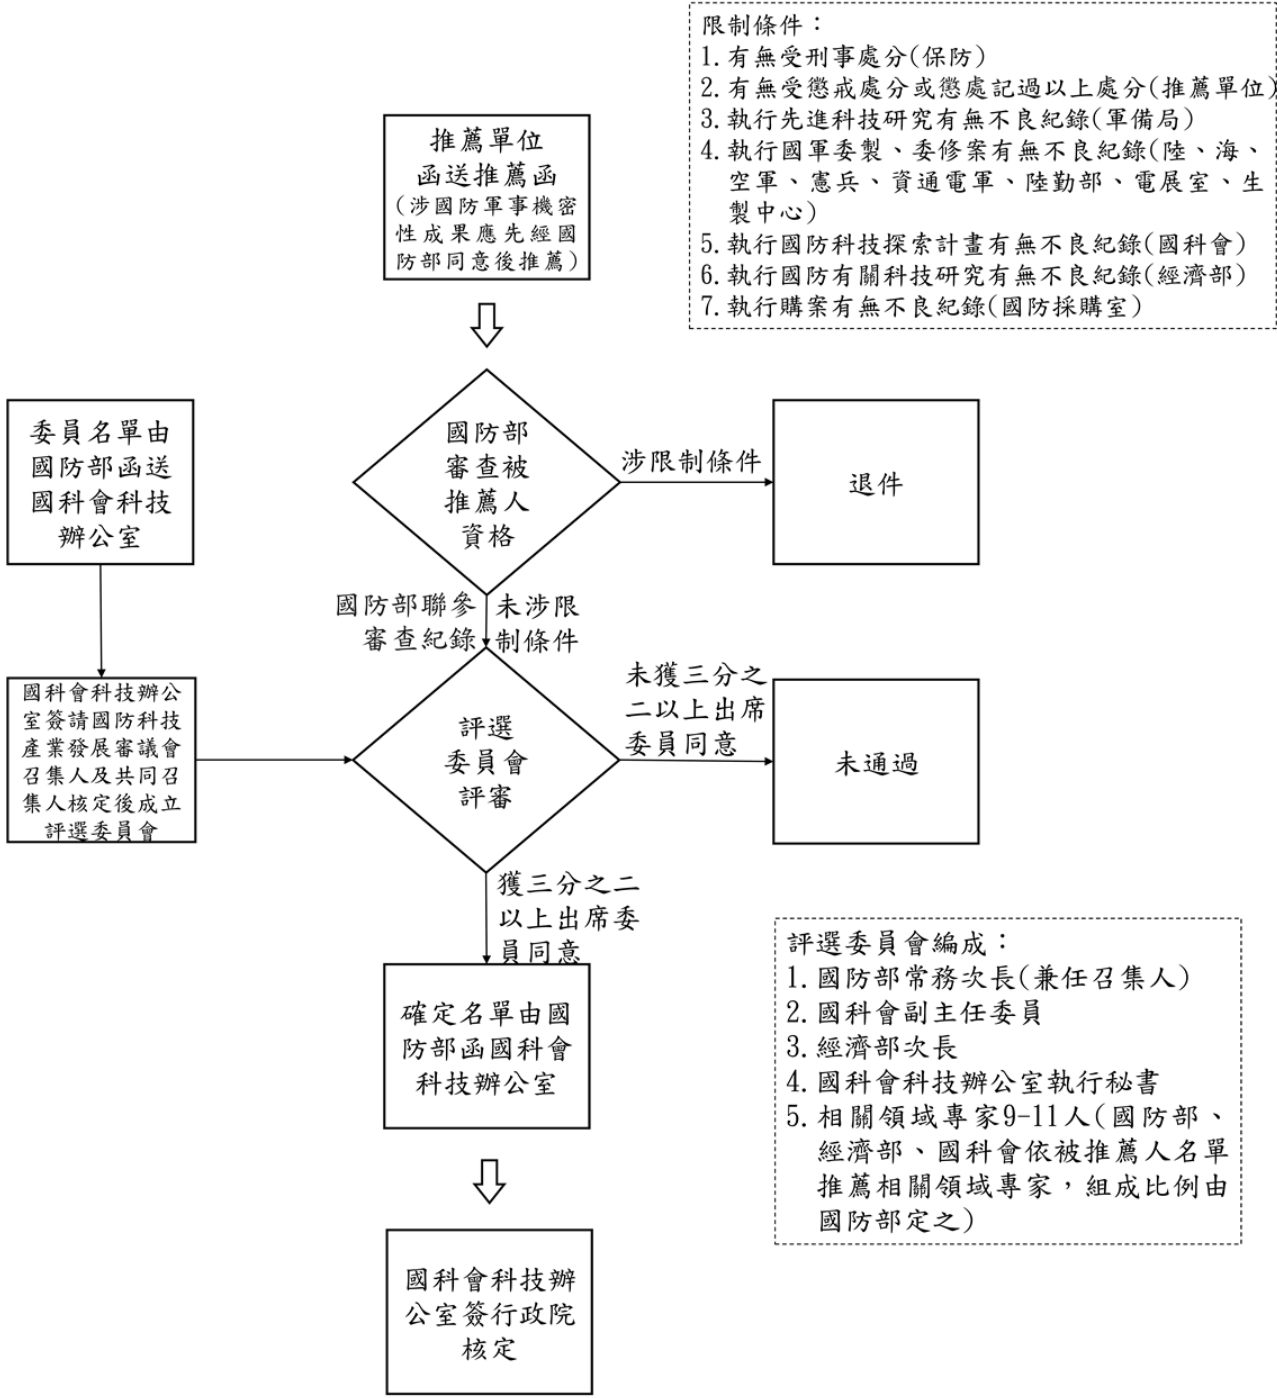 限制條件：
1.有無受刑事處分(保防)
2.有無受懲戒處分或懲處記過以上處分(推薦單位)
3.執行先進科技研究有無不良紀錄(軍備局)
4.執行國軍委製、委修案有無不良紀錄(陸、海、
空軍、憲兵、資通電軍、陸勤部、電展室、生
製中心)
5.執行國防科技探索計畫有無不良紀錄(國科會)
6.執行國防有關科技研究有無不良紀錄(經濟部)
7.執行購案有無不良紀錄(國防採購室)
推薦單位
函送推薦函
(涉國防軍事機密
性成果應先經國
防部同意後推薦)
國防部
審查被
推薦人
資格
涉限制條件
退件
委員名單由
國防部函送
國科會科技
辦公室
國防部聯參
審查紀錄
未涉限
制條件
國科會科技辦公
室簽請國防科技
產業發展審議會
召集人及共同召
集人核定後成立
評選委員會
評選
委員會
評審
未獲三分之
二以上出席
委員同意
未通過
獲三分之二
以上出席委
員同意
確定名單由國
防部函國科會
科技辦公室
國科會科技辦
公室簽行政院
核定
評選委員會編成：
1.國防部常務次長(兼任召集人)
2.國科會副主任委員
3.經濟部次長
4.國科會科技辦公室執行秘書
5.相關領域專家9-11人(國防部、
經濟部、國科會依被推薦人名單
推薦相關領域專家，組成比例由
國防部定之)